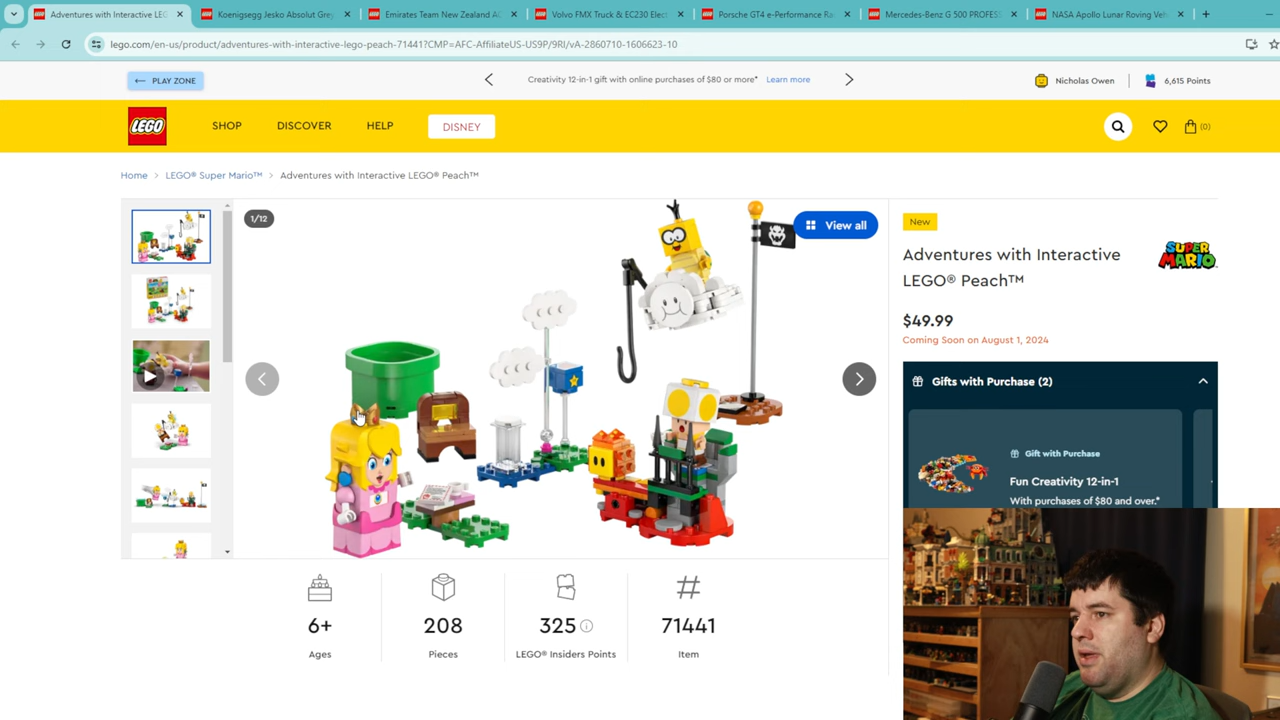 Adventures with Interactive LEG
Koenigsegg Jesko Absolut Grey
Emirates Team New Zealand AC
Volvo FMX Truck & EC230 Elect
Porsche GT4 e-Performance Ra
Mercedes-Benz G 500 PROFESS
NASA Apollo Lunar Roving Veh
lego.com/en-us/product/adventures-with-interactive-lego-peach-71441?CMP=AFC-AffiliateUS-US9P/9RI/vA-2860710-1606623-10
← PLAY ZONE
Creativity 12-in-1 gift with online purchases of $80 or more* Learn more
Nicholas Owen
6,615 Points
LEGO
SHOP
DISCOVER
HELP
DISNEY
(0)
Home > LEGO® Super Mario™ > Adventures with Interactive LEGO® Peach™
1/12
View all
New
Adventures with Interactive
LEGO® Peach™
SUPER
MARIO
$49.99
Coming Soon on August 1, 2024
Gifts with Purchase (2)
Gift with Purchase
Fun Creativity 12-in-1
With purchases of $80 and over.*
6+
Ages
208
Pieces
325
LEGO® Insiders Points
#
71441
Item